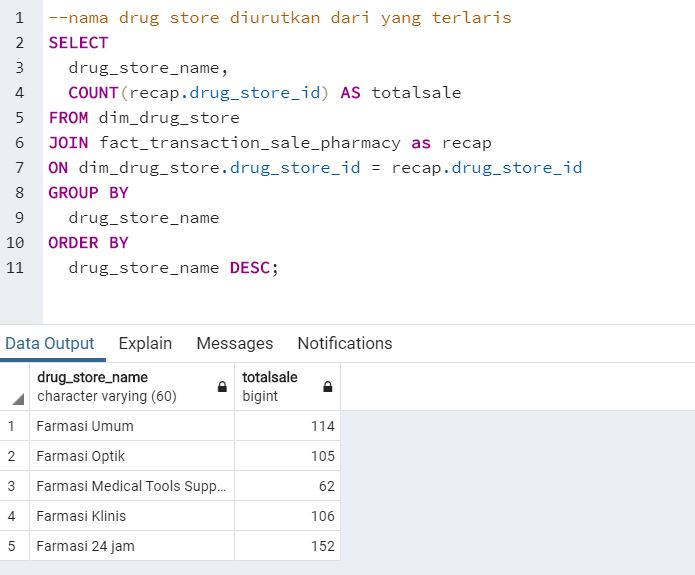 1 --nama drug store diurutkan dari yang terlaris
2 SELECT
3 drug_store_name,
4 COUNT(recap.drug_store_id) AS totalsale
5 FROM dim_drug_store
6 JOIN fact_transaction_sale_pharmacy as recap
7 ON dim_drug_store.drug_store_id = recap.drug_store_id
8 GROUP BY
9 drug_store_name
10 ORDER BY
11 drug_store_name DESC;
Data Output Explain Messages Notifications
drug_store_name totalsale
character varying (60) bigint
1 Farmasi Umum 114
2 Farmasi Optik 105
3 Farmasi Medical Tools Supp... 62
4 Farmasi Klinis 106
5 Farmasi 24 jam 152